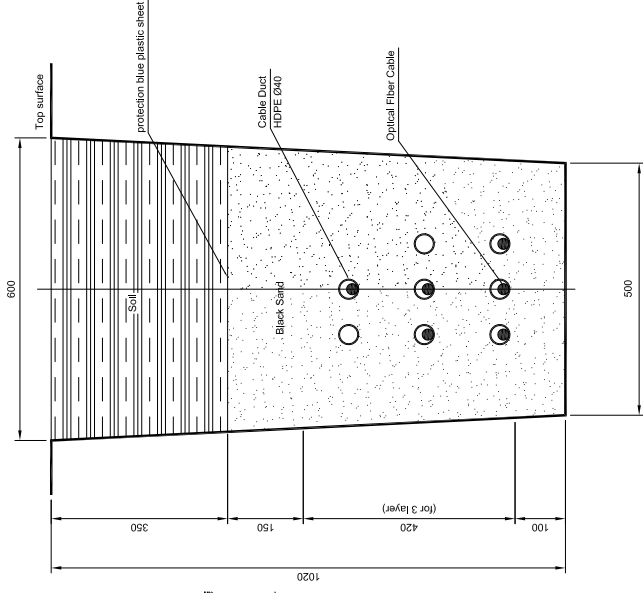 Top surface
protection blue plastic sheet
Cable Duct
HDPE Ø40
Optical Fiber Cable
600
Soil
Black Sand
500
350
150
420
(for 3 layer)
100
1020